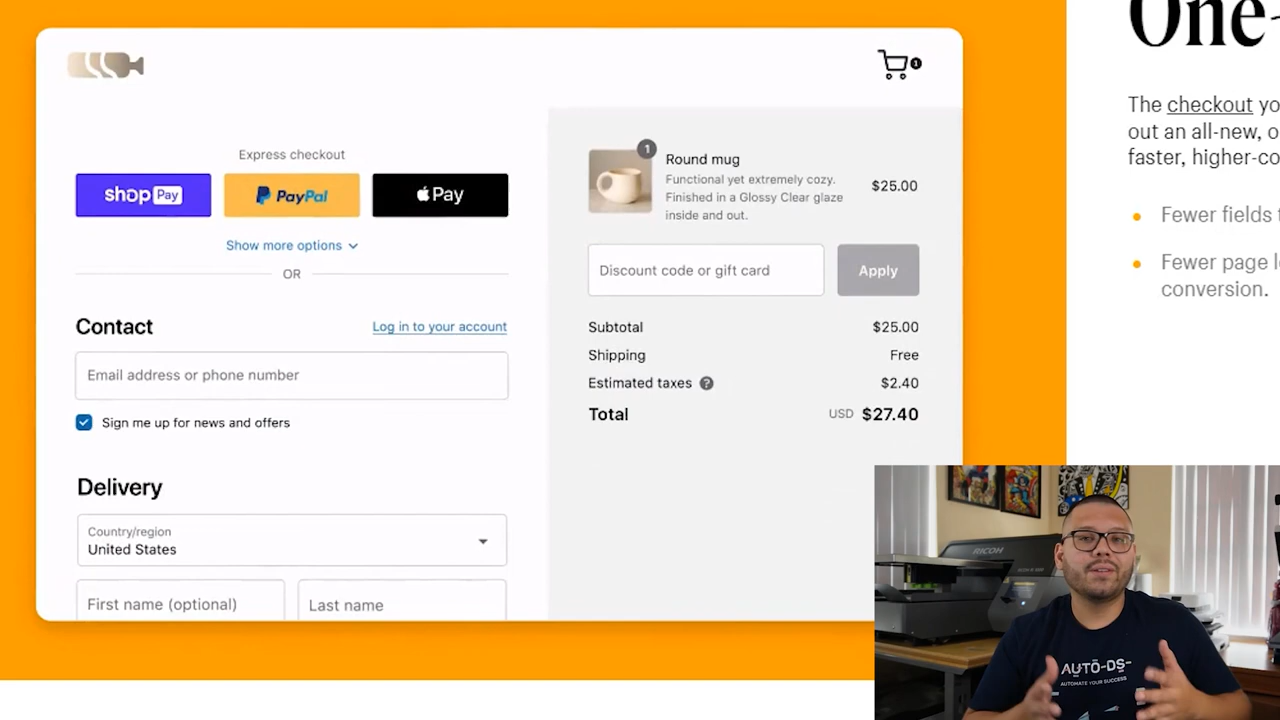 1
Express checkout
shop Pay
PayPal
Pay
Show more options
OR
Contact
Log in to your account
Email address or phone number
Sign me up for news and offers
Delivery
Country/region
United States
First name (optional)
Last name
1
Round mug
Functional yet extremely cozy.
Finished in a Glossy Clear glaze
inside and out.
$25.00
Discount code or gift card
Apply
Subtotal
$25.00
Shipping
Free
Estimated taxes ?
$2.40
Total
USD $27.40
One-
The checkout yo
out an all-new, o
faster, higher-co
Fewer fields t
Fewer page l
conversion.
RICOH
AUTO-DS-
AUTOMATE YOUR SUCCESS